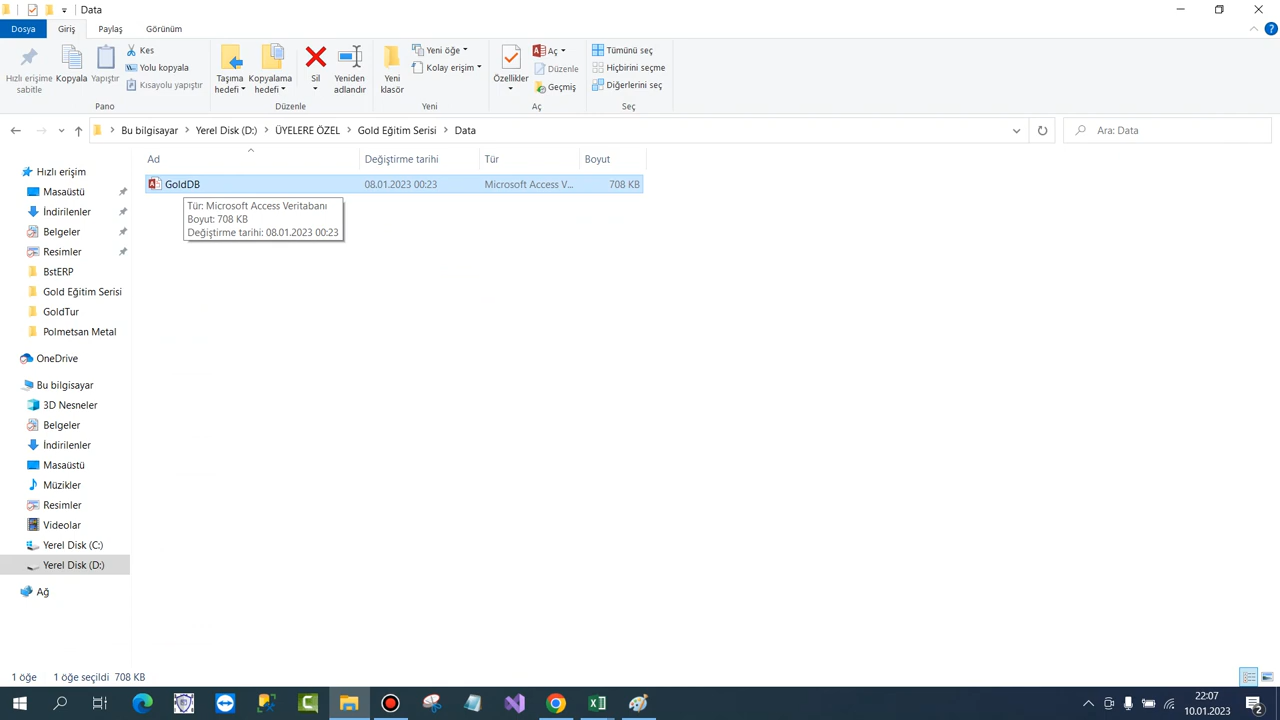 Data
Dosya
Giriş
Paylaş
Görünüm
Hızlı erişime
sabitle
Kopyala
Yapıştır
Kes
Yolu kopyala
Kısayolu yapıştır
Pano
Taşıma
hedefi
Kopyalama
hedefi
Sil
Yeniden
adlandır
Düzenle
Yeni
klasör
Yeni öğe
Kolay erişim
Yeni
Özellikler
Aç
Düzenle
Geçmiş
Aç
Tümünü seç
Hiçbirini seçme
Diğerlerini seç
Seç
Bu bilgisayar
Yerel Disk (D:)
ÜYELERE ÖZEL
Gold Eğitim Serisi
Data
Ara: Data
Ad
Değiştirme tarihi
Tür
Boyut
GoldDB
08.01.2023 00:23
Microsoft Access V...
708 KB
Tür: Microsoft Access Veritabanı
Boyut: 708 KB
Değiştirme tarihi: 08.01.2023 00:23
Hızlı erişim
Masaüstü
İndirilenler
Belgeler
Resimler
BstERP
Gold Eğitim Serisi
GoldTur
Polmetsan Metal
OneDrive
Bu bilgisayar
3D Nesneler
Belgeler
İndirilenler
Masaüstü
Müzikler
Resimler
Videolar
Yerel Disk (C:)
Yerel Disk (D:)
Ağ
1 öğe
1 öğe seçildi 708 KB
22:07
10.01.2023
2